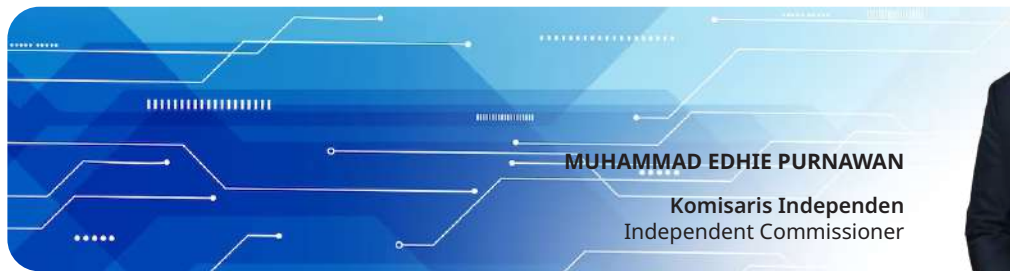 MUHAMMAD EDHIE PURNAWAN
Komisaris Independen
Independent Commissioner